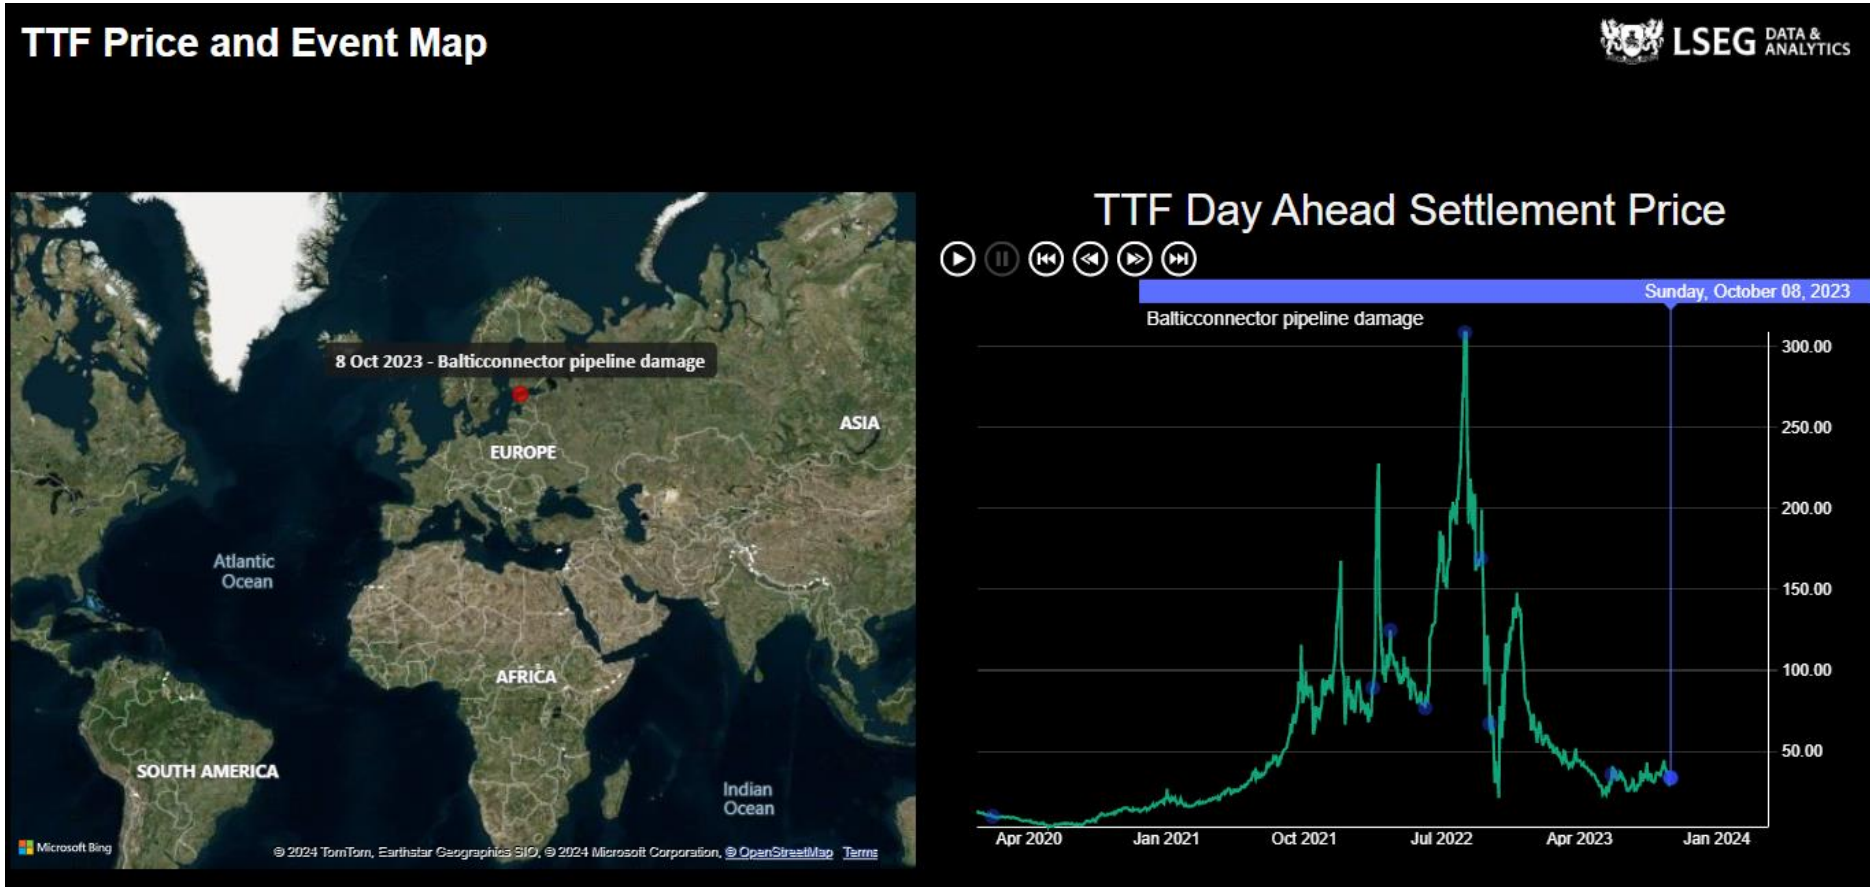 TTF Price and Event Map
LSEG DATA &
ANALYTICS
8 Oct 2023 - Balticconnector pipeline damage
ASIA
EUROPE
Atlantic
Ocean
AFRICA
SOUTH AMERICA
Indian
Ocean
Microsoft Bing
© 2024 TomTom, Earthstar Geographics SIO, © 2024 Microsoft Corporation, © OpenStreetMap Terms
TTF Day Ahead Settlement Price
Sunday, October 08, 2023
Balticconnector pipeline damage
300.00
250.00
200.00
150.00
100.00
50.00
Apr 2020 Jan 2021 Oct 2021 Jul 2022 Apr 2023 Jan 2024